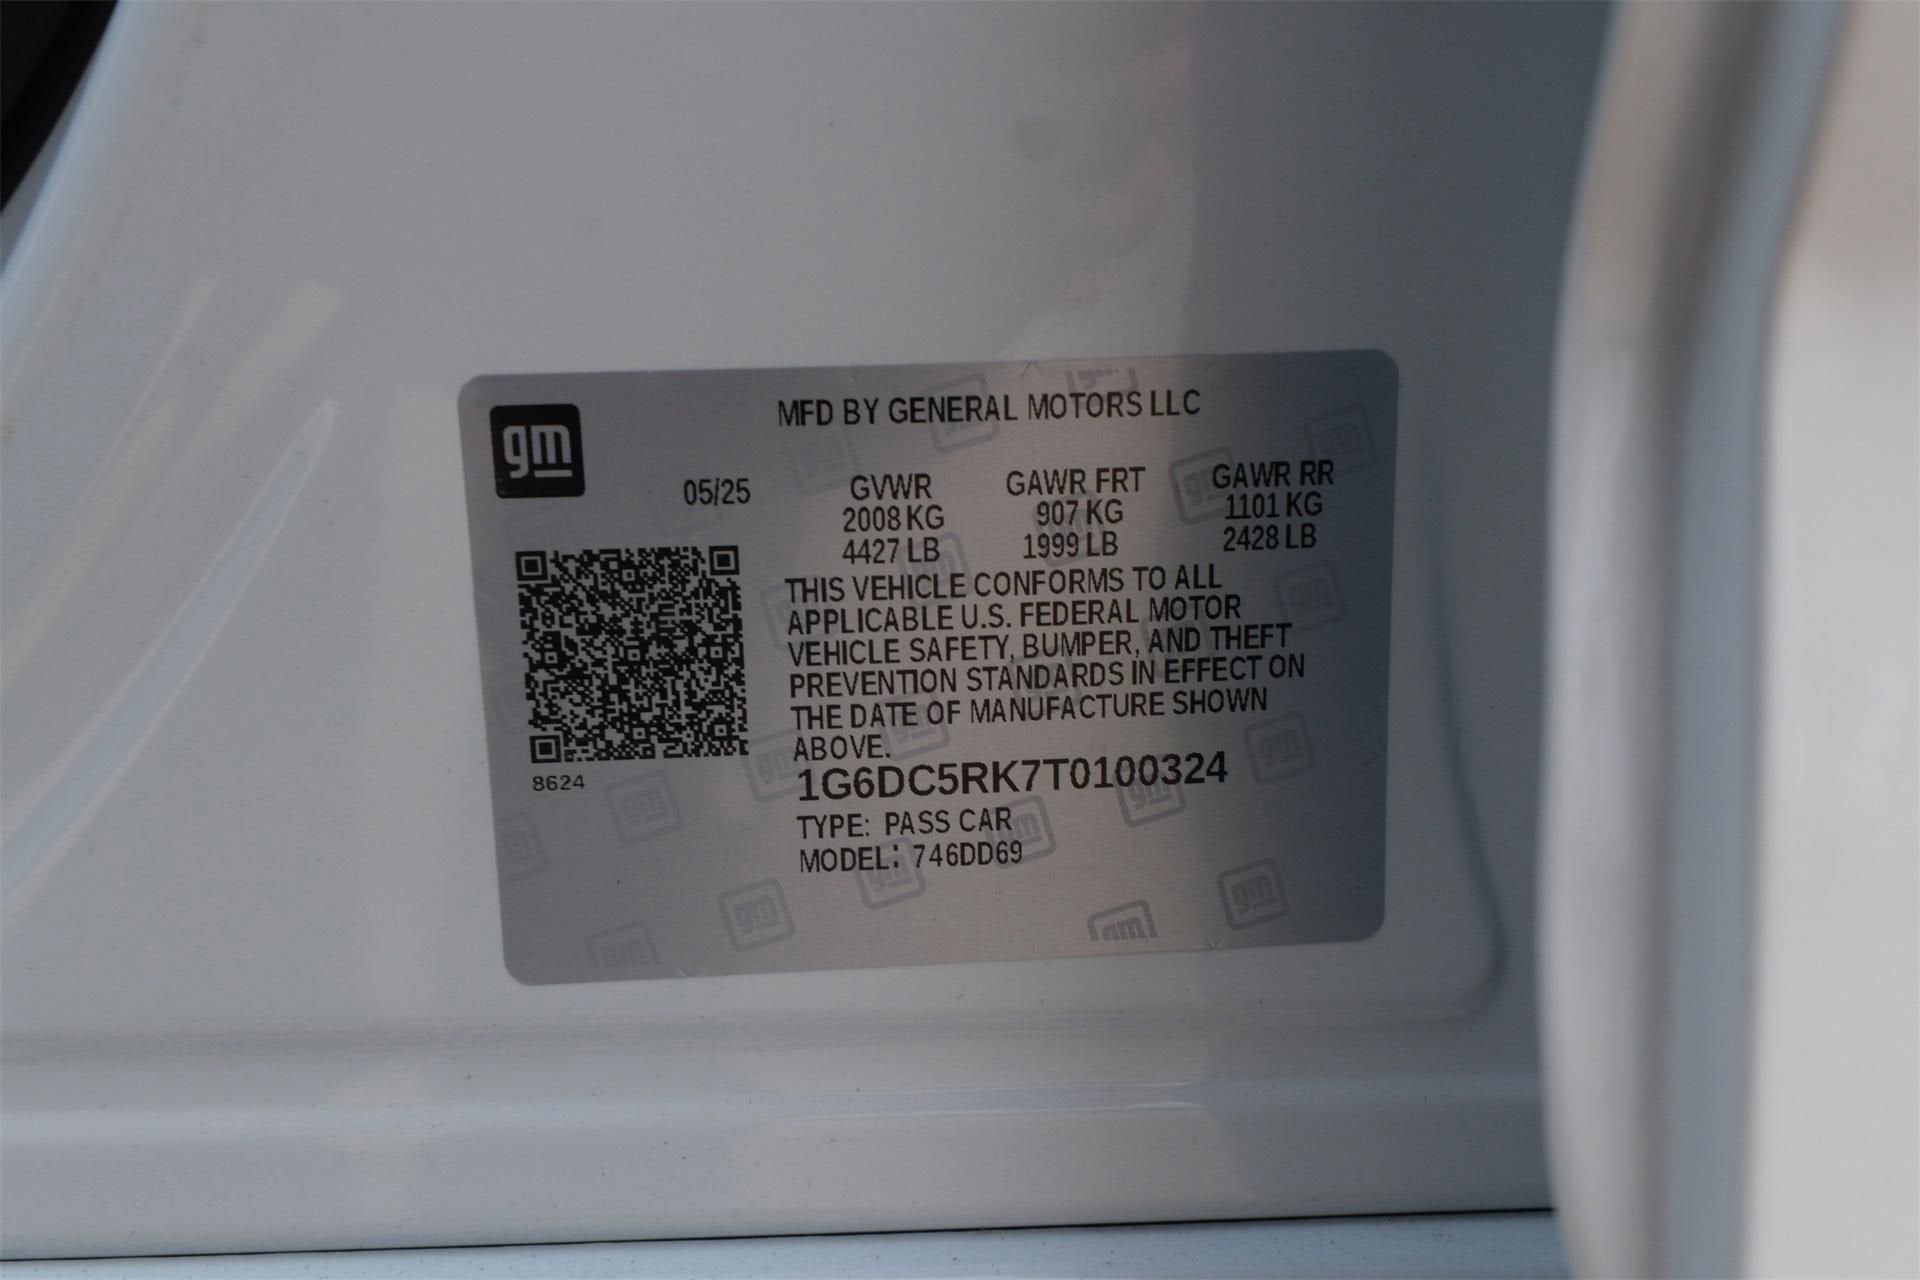 gm
MFD BY GENERAL MOTORS LLC
05/25
GVWR GAWR FRT GAWR RR
2008 KG 907 KG 1101 KG
4427 LB 1999 LB 2428 LB
THIS VEHICLE CONFORMS TO ALL
APPLICABLE U.S. FEDERAL MOTOR
VEHICLE SAFETY, BUMPER, AND THEFT
PREVENTION STANDARDS IN EFFECT ON
THE DATE OF MANUFACTURE SHOWN
ABOVE.
8624
1G6DC5RK7T0100324
TYPE: PASS CAR
MODEL: 746DD69